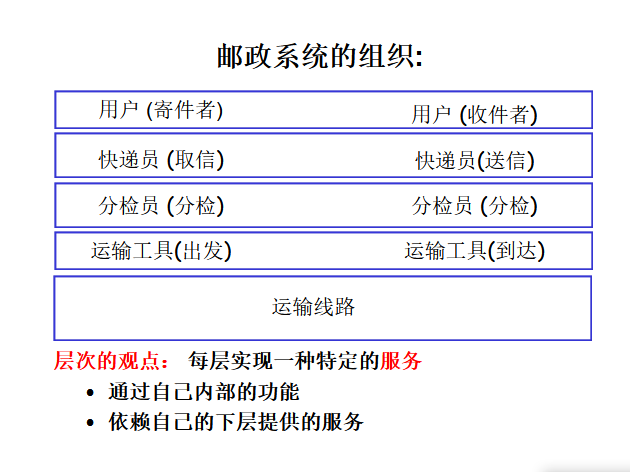 邮政系统的组织:
用户 (寄件者) 用户 (收件者)
快递员 (取信) 快递员(送信)
分检员 (分检) 分检员 (分检)
运输工具(出发) 运输工具(到达)
运输线路
层次的观点： 每层实现一种特定的服务
• 通过自己内部的功能
• 依赖自己的下层提供的服务